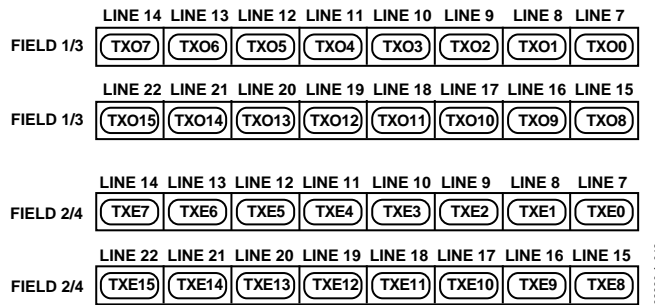 LINE 14 LINE 13 LINE 12 LINE 11 LINE 10 LINE 9 LINE 8 LINE 7
FIELD 1/3 TXO7 TXO6 TXO5 TXO4 TXO3 TXO2 TXO1 TXO0
LINE 22 LINE 21 LINE 20 LINE 19 LINE 18 LINE 17 LINE 16 LINE 15
FIELD 1/3 TXO15 TXO14 TXO13 TXO12 TXO11 TXO10 TXO9 TXO8
LINE 14 LINE 13 LINE 12 LINE 11 LINE 10 LINE 9 LINE 8 LINE 7
FIELD 2/4 TXE7 TXE6 TXE5 TXE4 TXE3 TXE2 TXE1 TXE0
LINE 22 LINE 21 LINE 20 LINE 19 LINE 18 LINE 17 LINE 16 LINE 15
FIELD 2/4 TXE15 TXE14 TXE13 TXE12 TXE11 TXE10 TXE9 TXE8